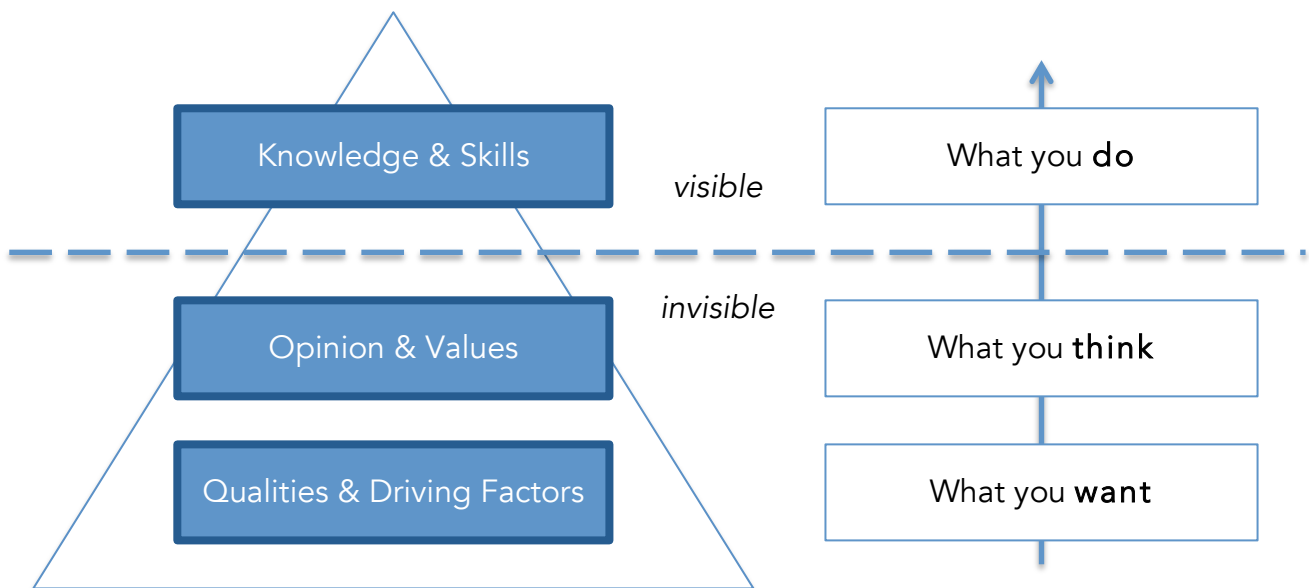 Knowledge & Skills
What you do
visible
invisible
Opinion & Values
What you think
Qualities & Driving Factors
What you want